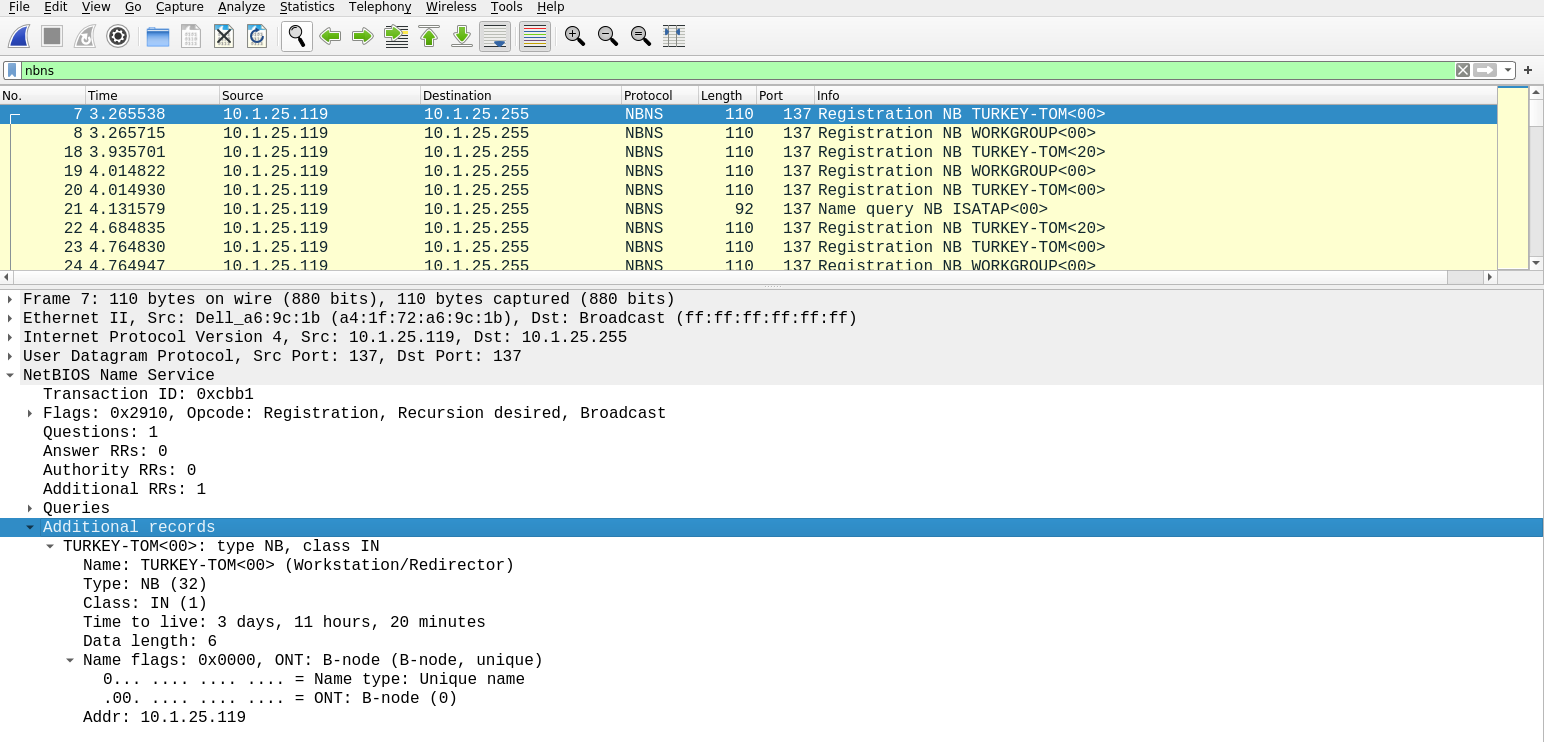 File Edit View Go Capture Analyze Statistics Telephony Wireless Tools Help
nbns
No. Time Source Destination Protocol Length Port Info
7 3.265538 10.1.25.119 10.1.25.255 NBNS 110 137 Registration NB TURKEY-TOM<00>
8 3.265715 10.1.25.119 10.1.25.255 NBNS 110 137 Registration NB WORKGROUP<00>
18 3.935701 10.1.25.119 10.1.25.255 NBNS 110 137 Registration NB TURKEY-TOM<20>
19 4.014822 10.1.25.119 10.1.25.255 NBNS 110 137 Registration NB WORKGROUP<00>
20 4.014930 10.1.25.119 10.1.25.255 NBNS 110 137 Registration NB TURKEY-TOM<00>
21 4.131579 10.1.25.119 10.1.25.255 NBNS 92 137 Name query NB ISATAP<00>
22 4.684835 10.1.25.119 10.1.25.255 NBNS 110 137 Registration NB TURKEY-TOM<20>
23 4.764830 10.1.25.119 10.1.25.255 NBNS 110 137 Registration NB TURKEY-TOM<00>
24 4.764947 10.1.25.119 10.1.25.255 NBNS 110 137 Registration NB WORKGROUP<00>
Frame 7: 110 bytes on wire (880 bits), 110 bytes captured (880 bits)
Ethernet II, Src: Dell_a6:9c:1b (a4:1f:72:a6:9c:1b), Dst: Broadcast (ff:ff:ff:ff:ff:ff)
Internet Protocol Version 4, Src: 10.1.25.119, Dst: 10.1.25.255
User Datagram Protocol, Src Port: 137, Dst Port: 137
NetBIOS Name Service
Transaction ID: 0xcbb1
Flags: 0x2910, Opcode: Registration, Recursion desired, Broadcast
Questions: 1
Answer RRs: 0
Authority RRs: 0
Additional RRs: 1
Queries
Additional records
TURKEY-TOM<00>: type NB, class IN
Name: TURKEY-TOM<00> (Workstation/Redirector)
Type: NB (32)
Class: IN (1)
Time to live: 3 days, 11 hours, 20 minutes
Data length: 6
Name flags: 0x0000, ONT: B-node (B-node, unique)
0... .... .... .... = Name type: Unique name
.00. .... .... .... = ONT: B-node (0)
Addr: 10.1.25.119